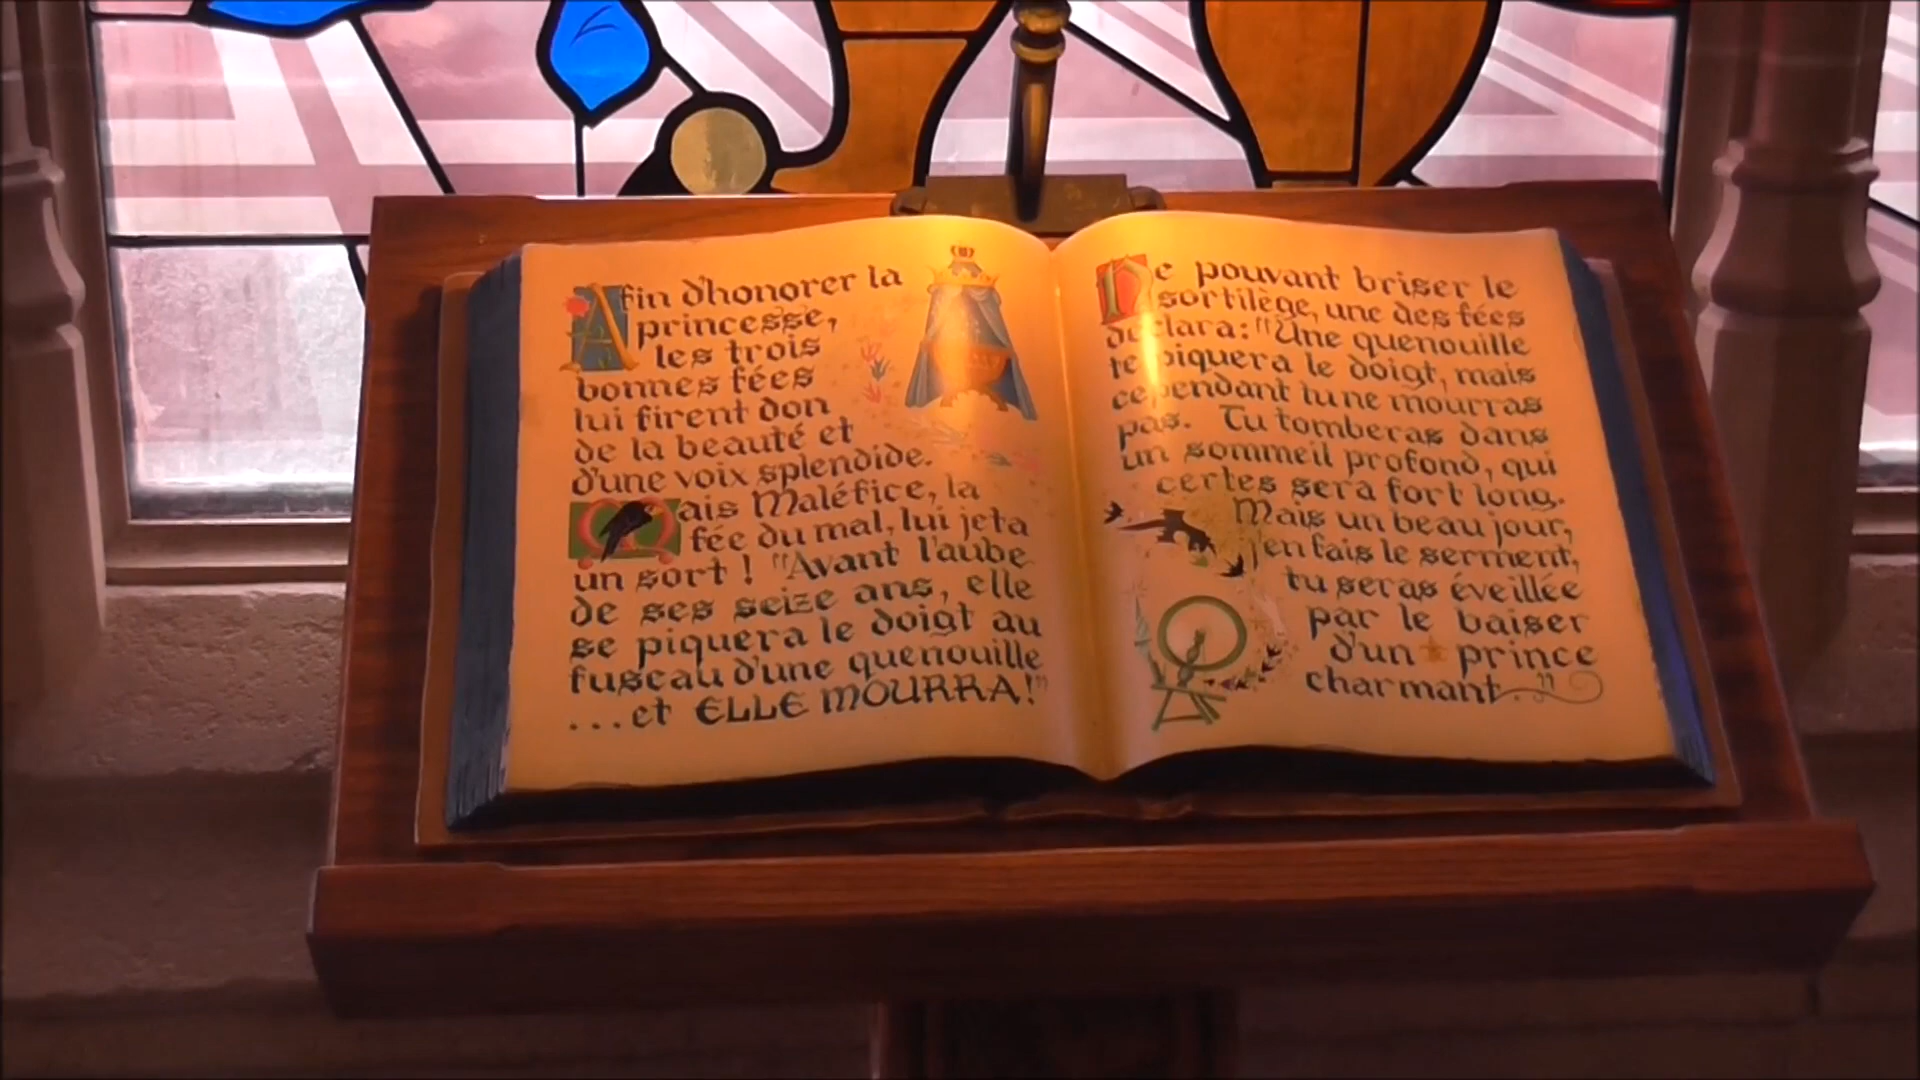 Afin d'honorer la
princesse,
les trois
bonnes fées
lui firent don
de la beauté et
d'une voix splendide.
Mais Maléfice, la
fée du mal, lui jeta
un sort ! "Avant l'aube
de ses seize ans, elle
se piquera le doigt au
fuseau d'une quenouille
...et ELLE MOURRA!"
Ne pouvant briser le
sortilège, une des fées
déclara: "Une quenouille
te piquera le doigt, mais
cependant tu ne mourras
pas. Tu tomberas dans
un sommeil profond, qui
certes sera fort long.
Mais un beau jour,
j'en fais le serment,
tu seras éveillée
par le baiser
d'un prince
charmant."